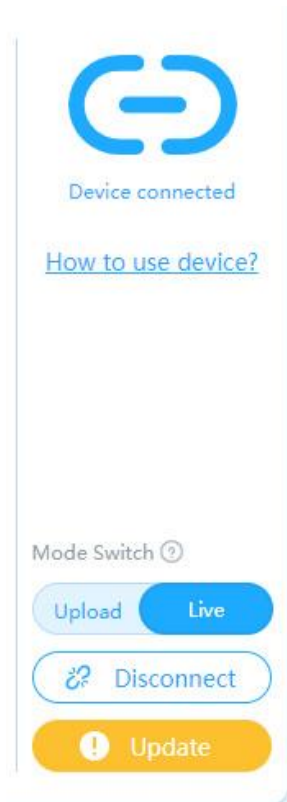 Device connected
How to use device?
Mode Switch ?
Upload Live
Disconnect
! Update